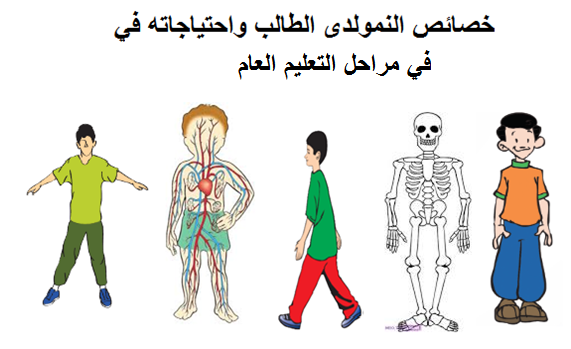 خصائص النمولدى الطالب واحتياجاته في
في مراحل التعليم العام